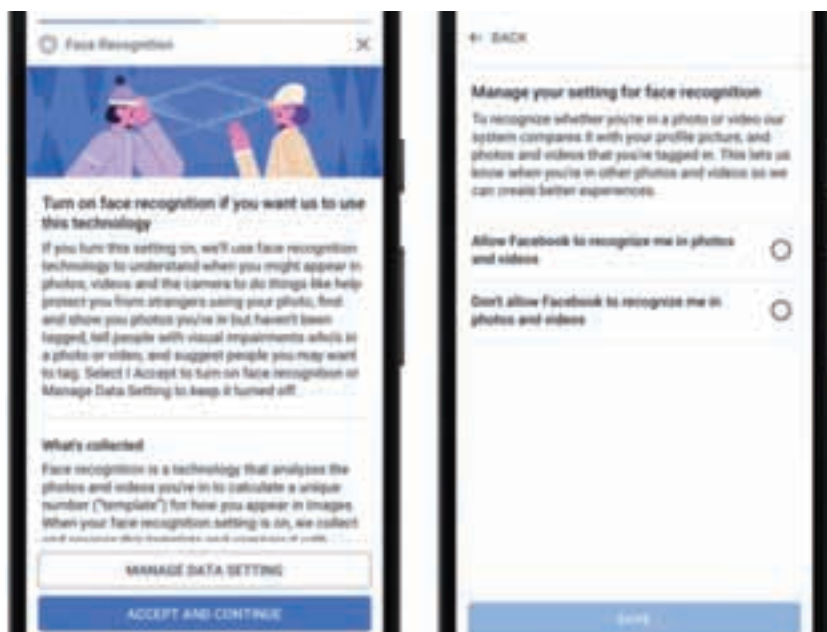 Face Recognition
Turn on face recognition if you want us to use
this technology
If you turn this setting on, we'll use face recognition
technology to understand when you might appear in
photos, videos and the camera to do things like help
protect you from strangers using your photo, find
and show you photos you're in but haven't been
tagged, tell people with visual impairments who's in
a photo or video, and suggest people you may want
to tag. Select I Accept to turn on face recognition or
Manage Data Setting to keep it turned off.
What's collected
Face recognition is a technology that analyzes the
photos and videos you're in to calculate a unique
number ("template") for how you appear in images.
When your face recognition setting is on, we collect
MANAGE DATA SETTING
ACCEPT AND CONTINUE
← BACK
Manage your setting for face recognition
To recognize whether you're in a photo or video our
system compares it with your profile picture, and
photos and videos that you're tagged in. This lets us
know when you're in other photos and videos so we
can create better experiences.
Allow Facebook to recognize me in photos
and videos
Don't allow Facebook to recognize me in
photos and videos
SAVE